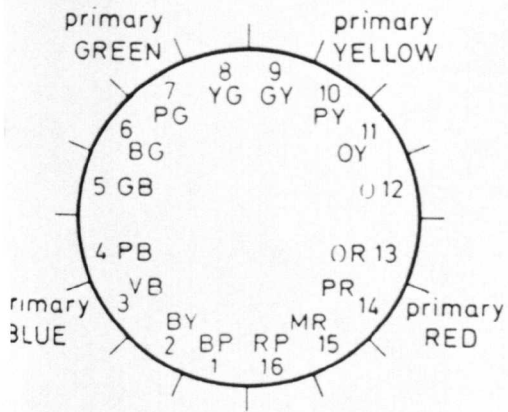 primary
GREEN
primary
YELLOW
7
PG
8
YG
9
GY
10
PY
6
BG
11
OY
5 GB
O 12
4 PB
OR 13
3
VB
PR
14
primary
RED
rimary
BLUE
BY
2
BP
1
RP
16
MR
15